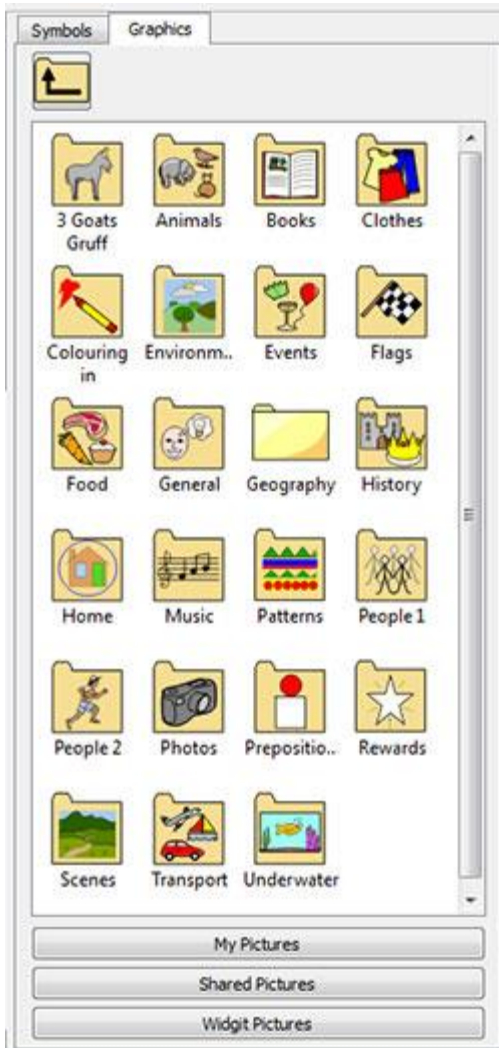 Symbols Graphics
3 Goats Gruff Animals Books Clothes
Colouring in Environm.. Events Flags
Food General Geography History
Home Music Patterns People 1
People 2 Photos Prepositio.. Rewards
Scenes Transport Underwater
My Pictures
Shared Pictures
Widgit Pictures